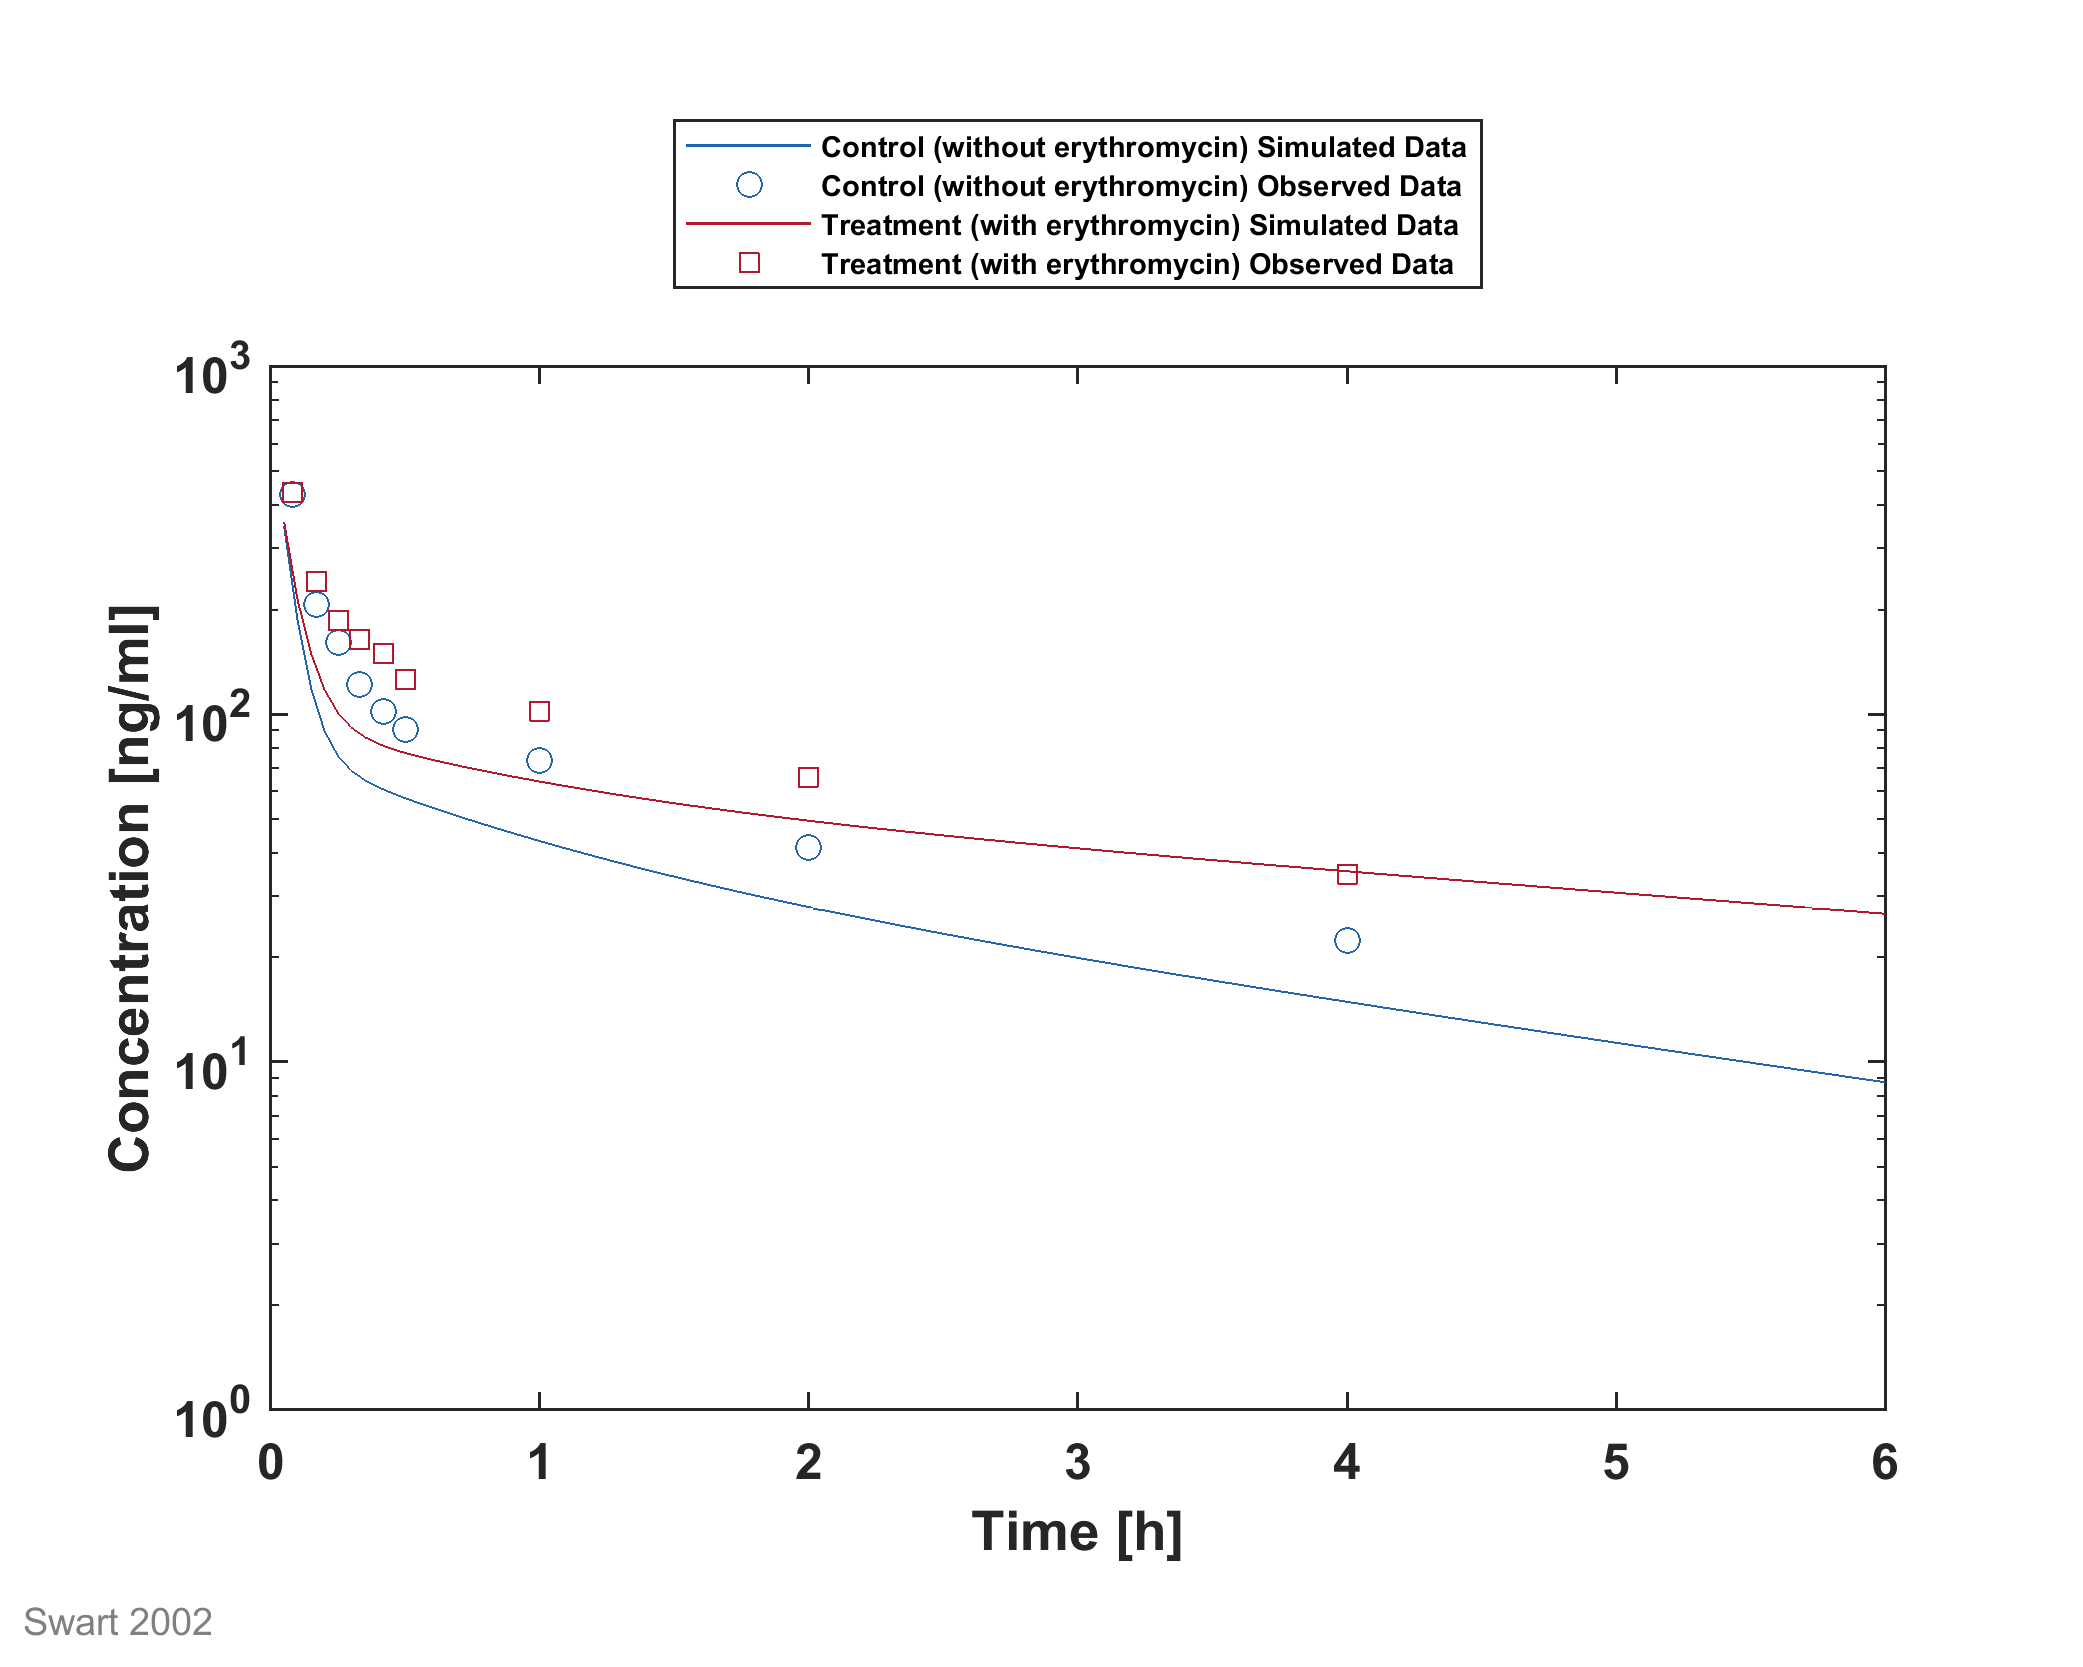 Control (without erythromycin) Simulated Data
Control (without erythromycin) Observed Data
Treatment (with erythromycin) Simulated Data
Treatment (with erythromycin) Observed Data
10^3
10^2
10^1
10^0
Concentration [ng/ml]
0 1 2 3 4 5 6
Time [h]
Swart 2002